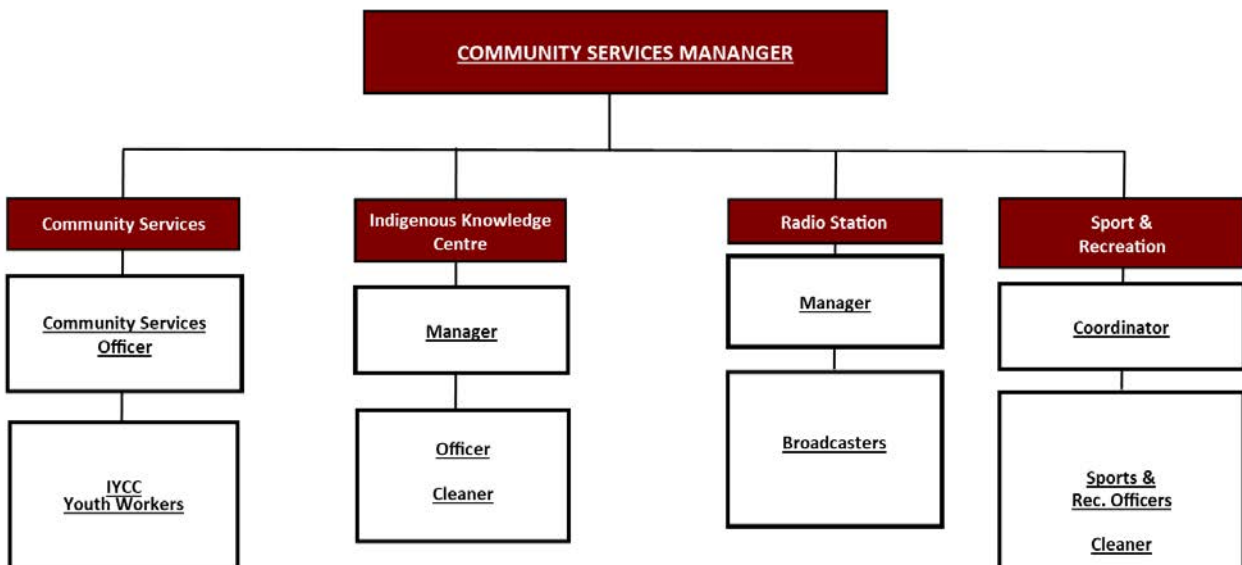 COMMUNITY SERVICES MANANGER
Community Services
Community Services
Officer
IYCC
Youth Workers
Indigenous Knowledge
Centre
Manager
Officer
Cleaner
Radio Station
Manager
Broadcasters
Sport &
Recreation
Coordinator
Sports &
Rec. Officers
Cleaner